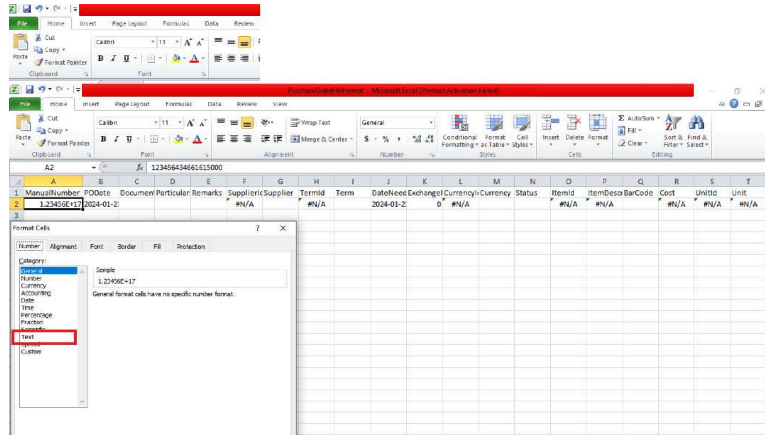 File Home Insert Page Layout Formulas Data Review
Cut
Copy
Format Painter
Paste
Calibri 11 A A
B I U A
Clipboard Font
PurchaseOrderFileFormat - Microsoft Excel (Product Activation Failed)
File Home Insert Page Layout Formulas Data Review View
Cut Calibri 11 A A Wrap Text General Σ AutoSum
Copy Fill
Paste Format Painter B I U A Merge & Center $ % , Conditional Formatting Format as Table Cell Styles Insert Delete Format Clear Sort & Filter Find & Select
Clipboard Font Alignment Number Styles Cells Editing
A2 fx 123456434661615000
A B C D E F G H I J K L M N O P Q R S T
1 ManualNumber PODate Documen Particular Remarks SupplierIc Supplier TermId Term DateNeed Exchangel CurrencyI Currency Status ItemId ItemDescr BarCode Cost UnitId Unit
2 1.23456E+17 2024-01-2 #N/A #N/A 2024-01-2 0 #N/A #N/A #N/A #N/A #N/A #N/A
3
Format Cells ? X
Number Alignment Font Border Fill Protection
Category:
General
Number
Currency
Accounting
Date
Time
Percentage
Fraction
Scientific
Text
Custom
Sample
1.23456E+17
General format cells have no specific number format.